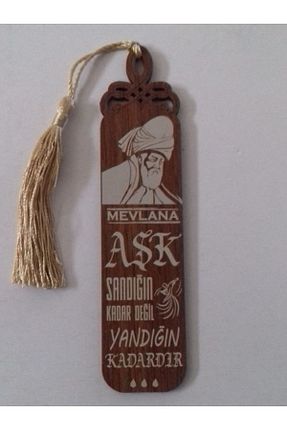 MEVLANA
AŞK
SANDIĞIN
KADAR DEĞİL
YANDIĞIN
KADARDIR